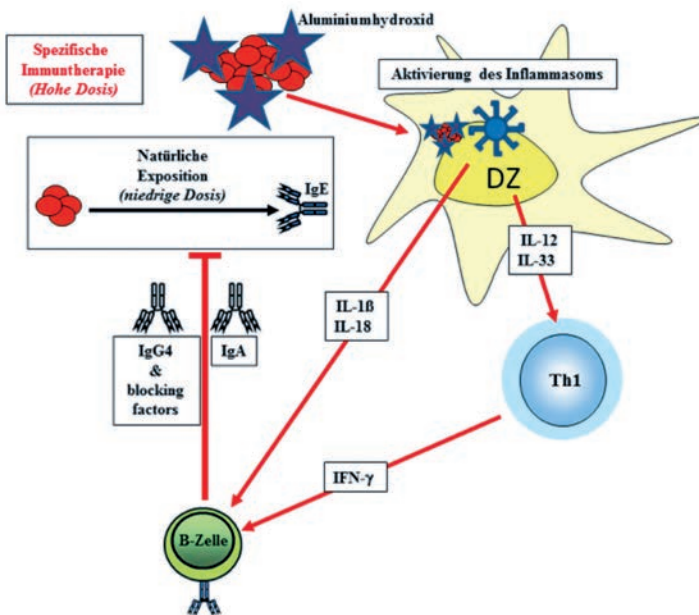 Aluminiumhydroxid
Spezifische
Immuntherapie
(Hohe Dosis)
Aktivierung des Inflammasoms
Natürliche
Exposition
(niedrige Dosis)
IgE
DZ
IL-12
IL-33
IL-1ß
IL-18
IgG4
&
blocking
factors
IgA
Th1
IFN-γ
B-Zelle